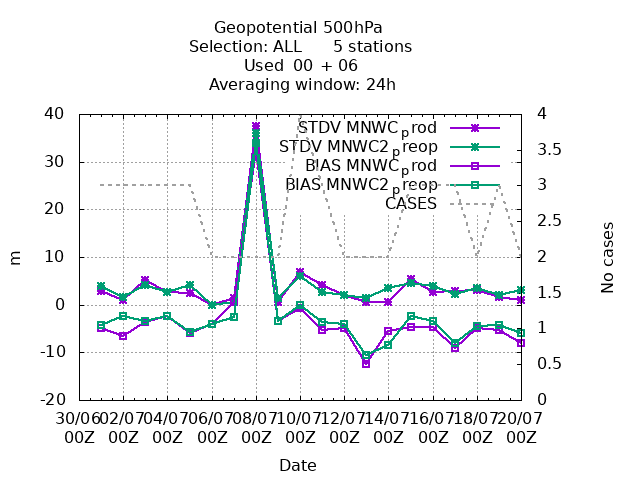 Geopotential 500hPa
Selection: ALL 5 stations
Used 00 + 06
Averaging window: 24h
STDV MNWC_prod
STDV MNWC2_preop
BIAS MNWC_prod
BIAS MNWC2_preop
CASES
40
30
20
10
0
-10
-20
m
4
3.5
3
2.5
2
1.5
1
0.5
0
No cases
30/06 02/07 04/07 06/07 08/07 10/07 12/07 14/07 16/07 18/07 20/07
00Z 00Z 00Z 00Z 00Z 00Z 00Z 00Z 00Z 00Z 00Z
Date